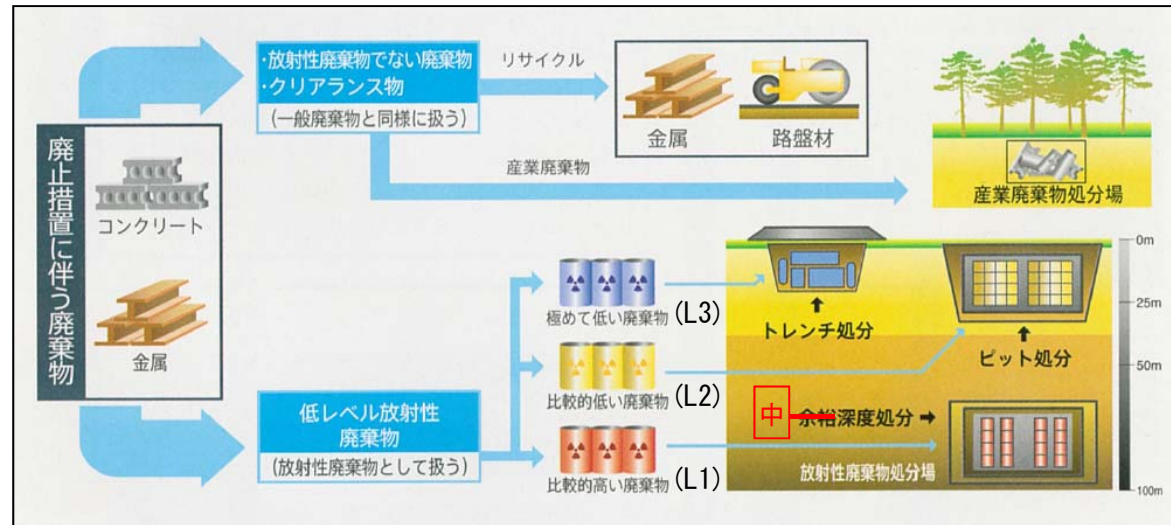 廃止措置に伴う廃棄物
コンクリート
金属
・放射性廃棄物でない廃棄物
・クリアランス物
(一般廃棄物と同様に扱う)
リサイクル
金属
路盤材
産業廃棄物
産業廃棄物処分場
低レベル放射性
廃棄物
(放射性廃棄物として扱う)
極めて低い廃棄物(L3)
比較的低い廃棄物(L2)
比較的高い廃棄物(L1)
トレンチ処分
ピット処分
中
余裕深度処分
放射性廃棄物処分場
0m
25m
50m
100m